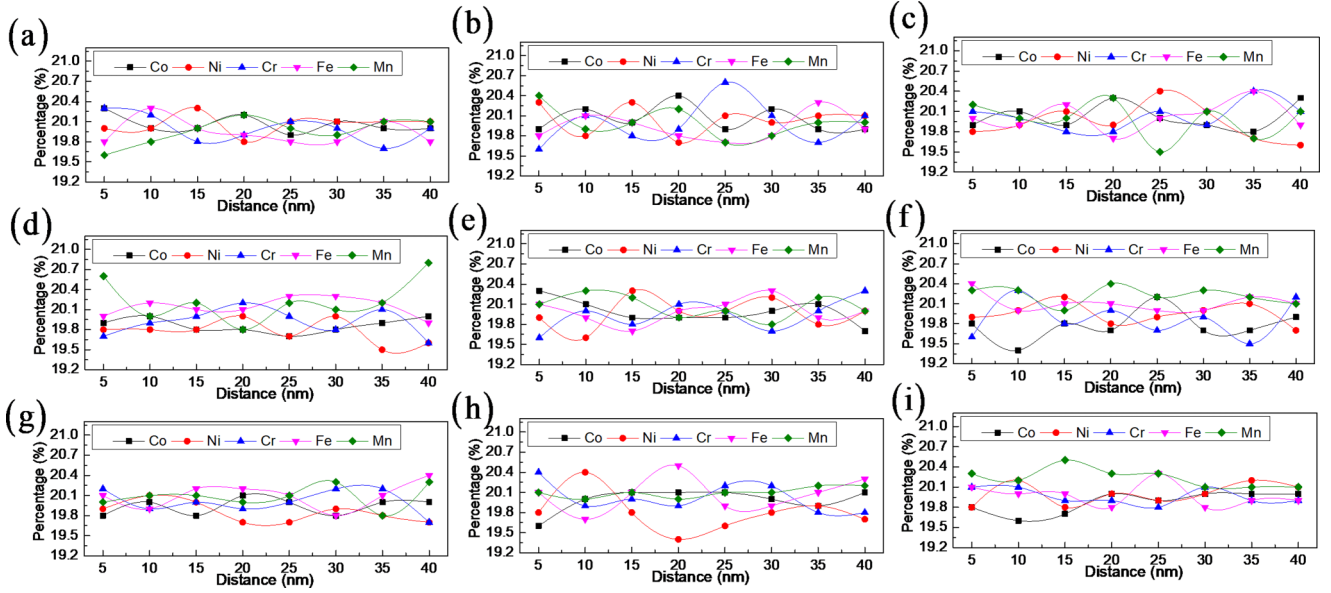 (a)
Percentage (%)
21.0
20.7
20.4
20.1
19.8
19.5
19.2
Co Ni Cr Fe Mn
5 10 15 20 25 30 35 40
Distance (nm)
(b)
Percentage (%)
21.0
20.7
20.4
20.1
19.8
19.5
19.2
Co Ni Cr Fe Mn
5 10 15 20 25 30 35 40
Distance (nm)
(c)
Percentage (%)
21.0
20.7
20.4
20.1
19.8
19.5
19.2
Co Ni Cr Fe Mn
5 10 15 20 25 30 35 40
Distance (nm)
(d)
Percentage (%)
21.0
20.7
20.4
20.1
19.8
19.5
19.2
Co Ni Cr Fe Mn
5 10 15 20 25 30 35 40
Distance (nm)
(e)
Percentage (%)
21.0
20.7
20.4
20.1
19.8
19.5
19.2
Co Ni Cr Fe Mn
5 10 15 20 25 30 35 40
Distance (nm)
(f)
Percentage (%)
21.0
20.7
20.4
20.1
19.8
19.5
19.2
Co Ni Cr Fe Mn
5 10 15 20 25 30 35 40
Distance (nm)
(g)
Percentage (%)
21.0
20.7
20.4
20.1
19.8
19.5
19.2
Co Ni Cr Fe Mn
5 10 15 20 25 30 35 40
Distance (nm)
(h)
Percentage (%)
21.0
20.7
20.4
20.1
19.8
19.5
19.2
Co Ni Cr Fe Mn
5 10 15 20 25 30 35 40
Distance (nm)
(i)
Percentage (%)
21.0
20.7
20.4
20.1
19.8
19.5
19.2
Co Ni Cr Fe Mn
5 10 15 20 25 30 35 40
Distance (nm)